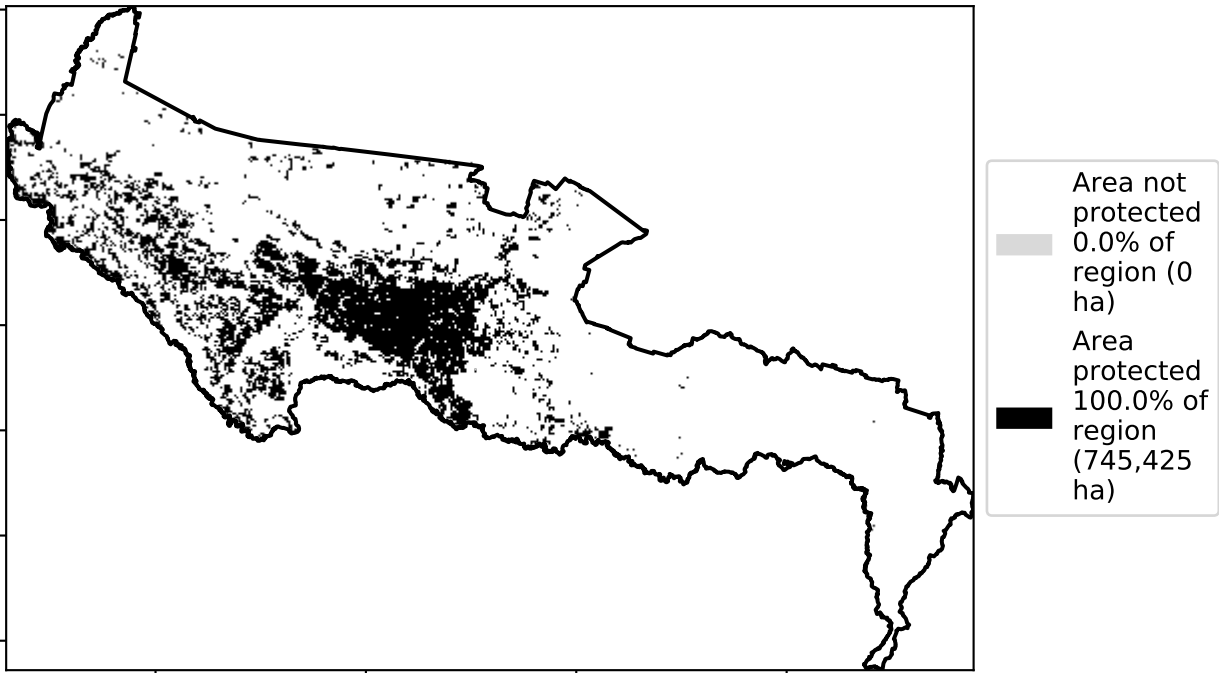 Area not
protected
0.0% of
region (0
ha)
Area
protected
100.0% of
region
(745,425
ha)